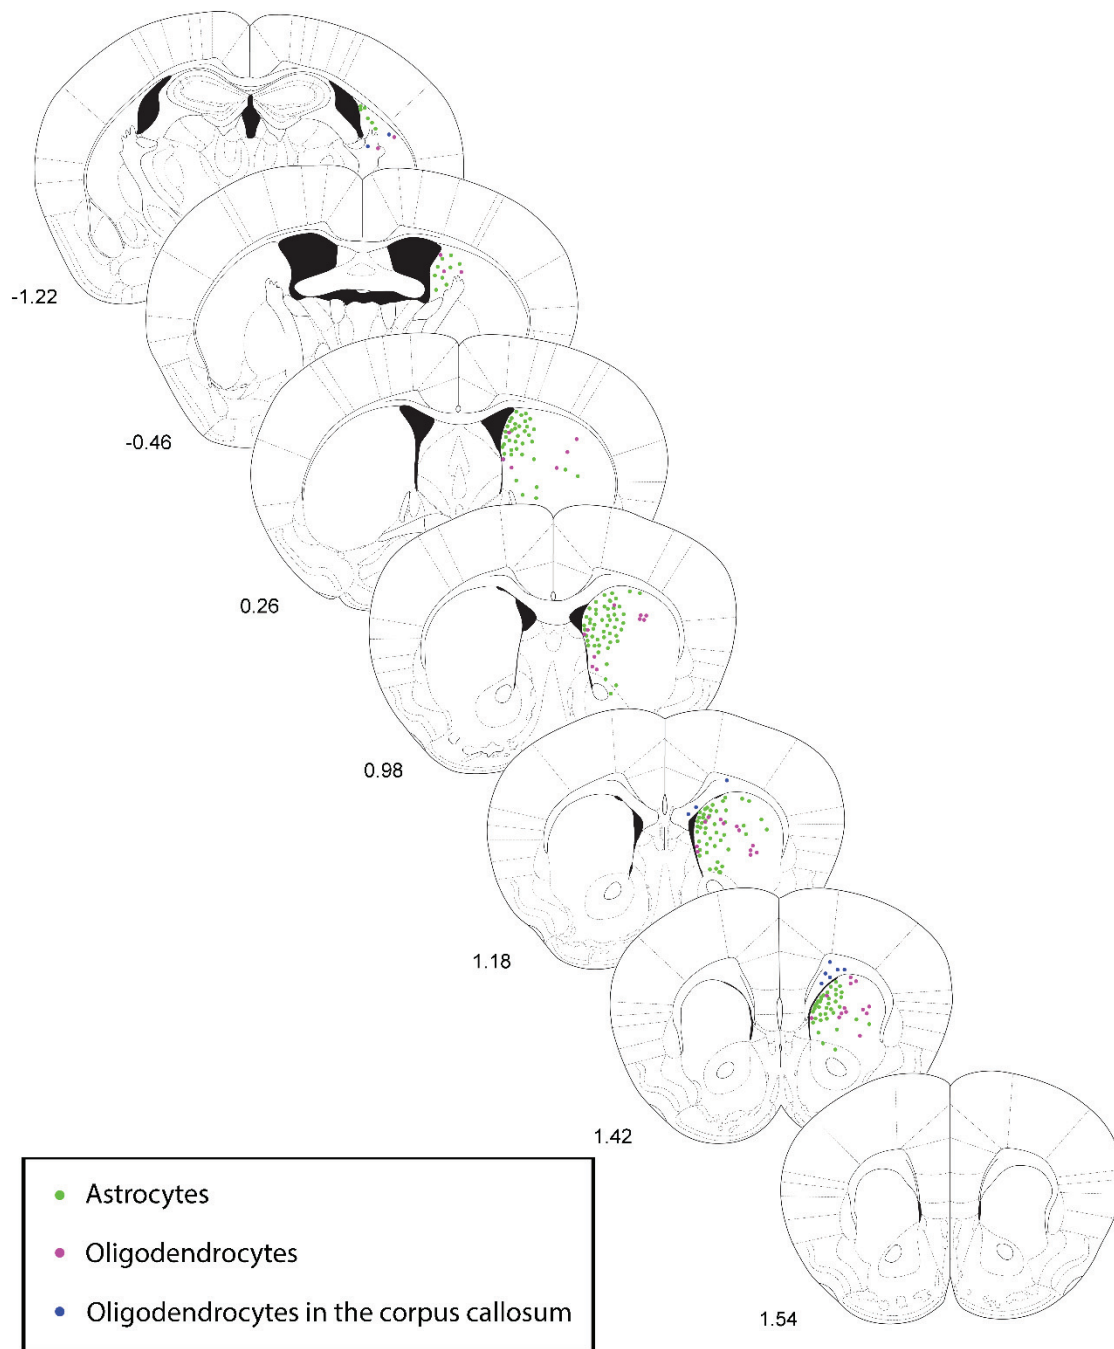 -1.22
-0.46
0.26
0.98
1.18
1.42
1.54
Astrocytes
Oligodendrocytes
Oligodendrocytes in the corpus callosum